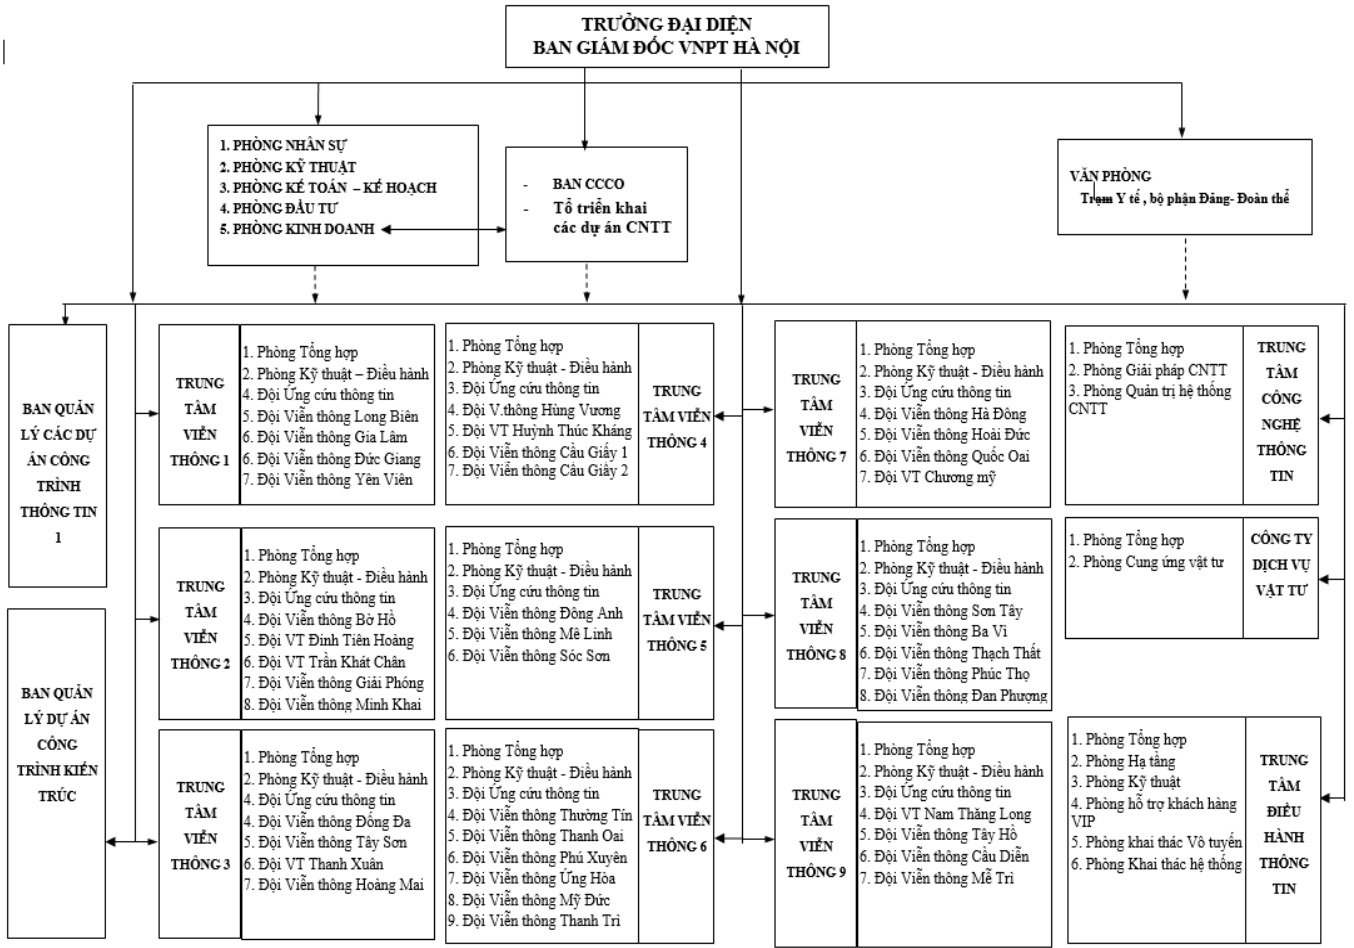 TRƯỞNG ĐẠI DIỆN
BAN GIÁM ĐỐC VNPT HÀ NỘI
1. PHÒNG NHÂN SỰ
2. PHÒNG KỸ THUẬT
3. PHÒNG KẾ TOÁN – KẾ HOẠCH
4. PHÒNG ĐẦU TƯ
5. PHÒNG KINH DOANH
- BAN CCCO
- Tổ triển khai
các dự án CNTT
VĂN PHÒNG
Trạm Y tế , bộ phận Đảng- Đoàn thể
BAN QUẢN
LÝ CÁC DỰ
ÁN CÔNG
TRÌNH
THÔNG TIN
1
BAN QUẢN
LÝ DỰ ÁN
CÔNG
TRÌNH KIẾN
TRÚC
TRUNG
TÂM
VIỄN
THÔNG 1
1. Phòng Tổng hợp
2. Phòng Kỹ thuật – Điều hành
4. Đội Ứng cứu thông tin
5. Đội Viễn thông Long Biên
6. Đội Viễn thông Gia Lâm
6. Đội Viễn thông Đức Giang
7. Đội Viễn thông Yên Viên
TRUNG
TÂM
VIỄN
THÔNG 2
1. Phòng Tổng hợp
2. Phòng Kỹ thuật - Điều hành
3. Đội Ứng cứu thông tin
4. Đội Viễn thông Bờ Hồ
5. Đội VT Đinh Tiên Hoàng
6. Đội VT Trần Khát Chân
7. Đội Viễn thông Giải Phóng
8. Đội Viễn thông Minh Khai
TRUNG
TÂM
VIỄN
THÔNG 3
1. Phòng Tổng hợp
2. Phòng Kỹ thuật - Điều hành
4. Đội Ứng cứu thông tin
4. Đội Viễn thông Đống Đa
5. Đội Viễn thông Tây Sơn
6. Đội VT Thanh Xuân
7. Đội Viễn thông Hoàng Mai
1. Phòng Tổng hợp
2. Phòng Kỹ thuật - Điều hành
3. Đội Ứng cứu thông tin
4. Đội V.thông Hùng Vương
5. Đội VT Huỳnh Thúc Kháng
6. Đội Viễn thông Cầu Giấy 1
7. Đội Viễn thông Cầu Giấy 2
TRUNG
TÂM VIỄN
THÔNG 4
1. Phòng Tổng hợp
2. Phòng Kỹ thuật - Điều hành
3. Đội Ứng cứu thông tin
4. Đội Viễn thông Đông Anh
5. Đội Viễn thông Mê Linh
6. Đội Viễn thông Sóc Sơn
TRUNG
TÂM VIỄN
THÔNG 5
1. Phòng Tổng hợp
2. Phòng Kỹ thuật - Điều hành
3. Đội Ứng cứu thông tin
4. Đội Viễn thông Thường Tín
5. Đội Viễn thông Thanh Oai
6. Đội Viễn thông Phú Xuyên
7. Đội Viễn thông Ứng Hòa
8. Đội Viễn thông Mỹ Đức
9. Đội Viễn thông Thanh Trì
TRUNG
TÂM VIỄN
THÔNG 6
TRUNG
TÂM
VIỄN
THÔNG 7
1. Phòng Tổng hợp
2. Phòng Kỹ thuật - Điều hành
3. Đội Ứng cứu thông tin
4. Đội Viễn thông Hà Đông
5. Đội Viễn thông Hoài Đức
6. Đội Viễn thông Quốc Oai
7. Đội VT Chương mỹ
TRUNG
TÂM
VIỄN
THÔNG 8
1. Phòng Tổng hợp
2. Phòng Kỹ thuật - Điều hành
3. Đội Ứng cứu thông tin
4. Đội Viễn thông Sơn Tây
5. Đội Viễn thông Ba Vì
6. Đội Viễn thông Thạch Thất
7. Đội Viễn thông Phúc Thọ
8. Đội Viễn thông Đan Phượng
TRUNG
TÂM
VIỄN
THÔNG 9
1. Phòng Tổng hợp
2. Phòng Kỹ thuật - Điều hành
3. Đội Ứng cứu thông tin
4. Đội VT Nam Thăng Long
5. Đội Viễn thông Tây Hồ
6. Đội Viễn thông Cầu Diễn
7. Đội Viễn thông Mễ Trì
1. Phòng Tổng hợp
2. Phòng Giải pháp CNTT
3. Phòng Quản trị hệ thống
CNTT
TRUNG
TÂM
CÔNG
NGHỆ
THÔNG
TIN
1. Phòng Tổng hợp
2. Phòng Cung ứng vật tư
CÔNG TY
DỊCH VỤ
VẬT TƯ
1. Phòng Tổng hợp
2. Phòng Hạ tầng
3. Phòng Kỹ thuật
4. Phòng hỗ trợ khách hàng
VIP
5. Phòng khai thác Vô tuyến
6. Phòng Khai thác hệ thống
TRUNG
TÂM
ĐIỀU
HÀNH
THÔNG
TIN